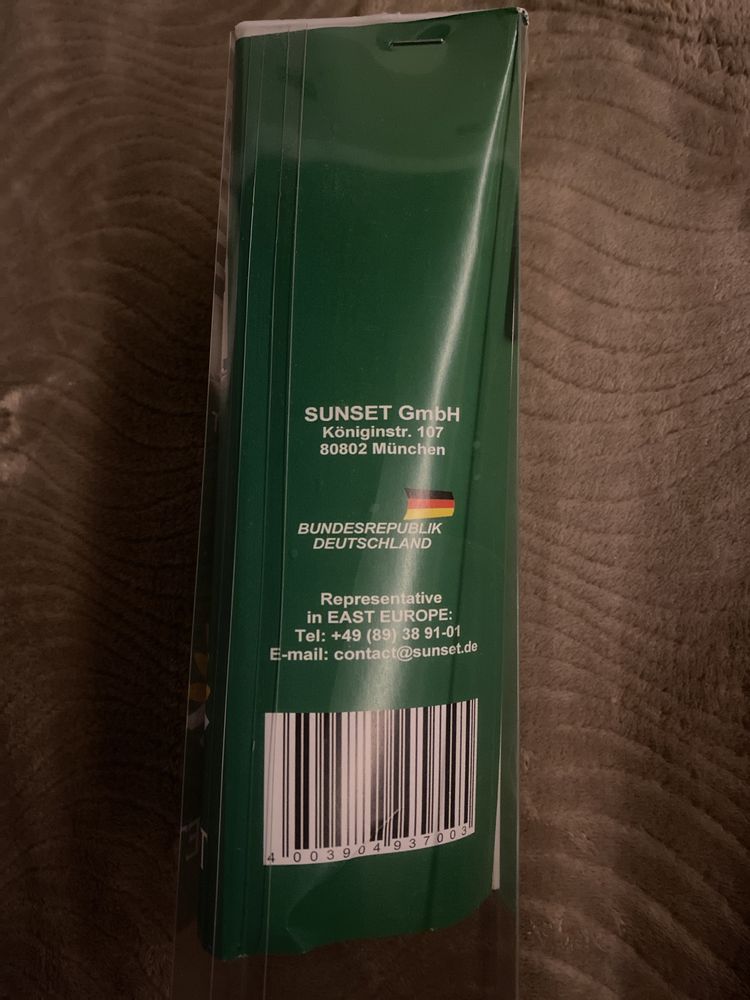 SUNSET GmbH
Königinstr. 107
80802 München
BUNDESREPUBLIK
DEUTSCHLAND
Representative
in EAST EUROPE:
Tel: +49 (89) 38 91-01
E-mail: contact@sunset.de
4003904937003